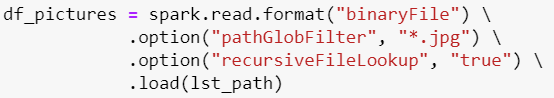 df_pictures = spark.read.format("binaryFile") \
.option("pathGlobFilter", "*.jpg") \
.option("recursiveFileLookup", "true") \
.load(lst_path)